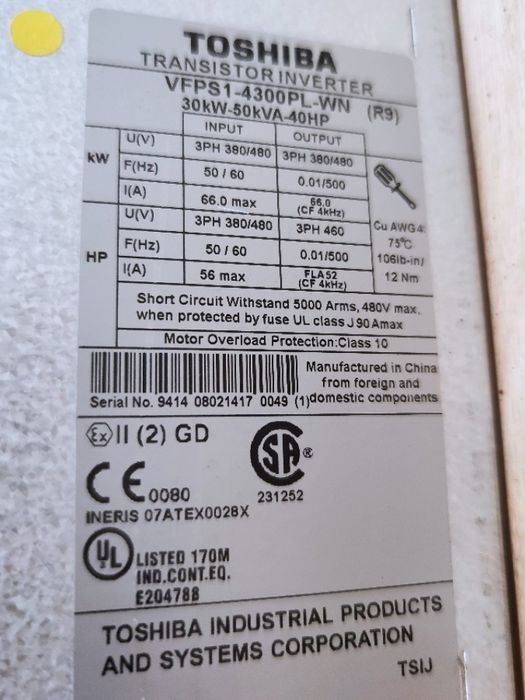 TOSHIBA
TRANSISTOR INVERTER
VFPS1-4300PL-WN (R9)
30kW-50kVA-40HP
INPUT OUTPUT
kW U(V) 3PH 380/480 3PH 380/480
F(Hz) 50 / 60 0.01/500
I(A) 66.0 max 66.0 (CF 4kHz)
HP U(V) 3PH 380/480 3PH 460
F(Hz) 50 / 60 0.01/500
I(A) 56 max FLA52 (CF 4kHz)
Cu AWG4
75°C
106lb-in/
12 Nm
Short Circuit Withstand 5000 Arms, 480V max.
when protected by fuse UL class J 90 Amax
Motor Overload Protection:Class 10
Manufactured in China
from foreign and
domestic components
Serial No. 9414 08021417 0049 (1)
Ex II (2) GD
CE 0080
INERIS 07ATEX0028X
SA ®
231252
UL LISTED 170M
IND.CONT.EQ.
E204788
TOSHIBA INDUSTRIAL PRODUCTS
AND SYSTEMS CORPORATION
TSIJ